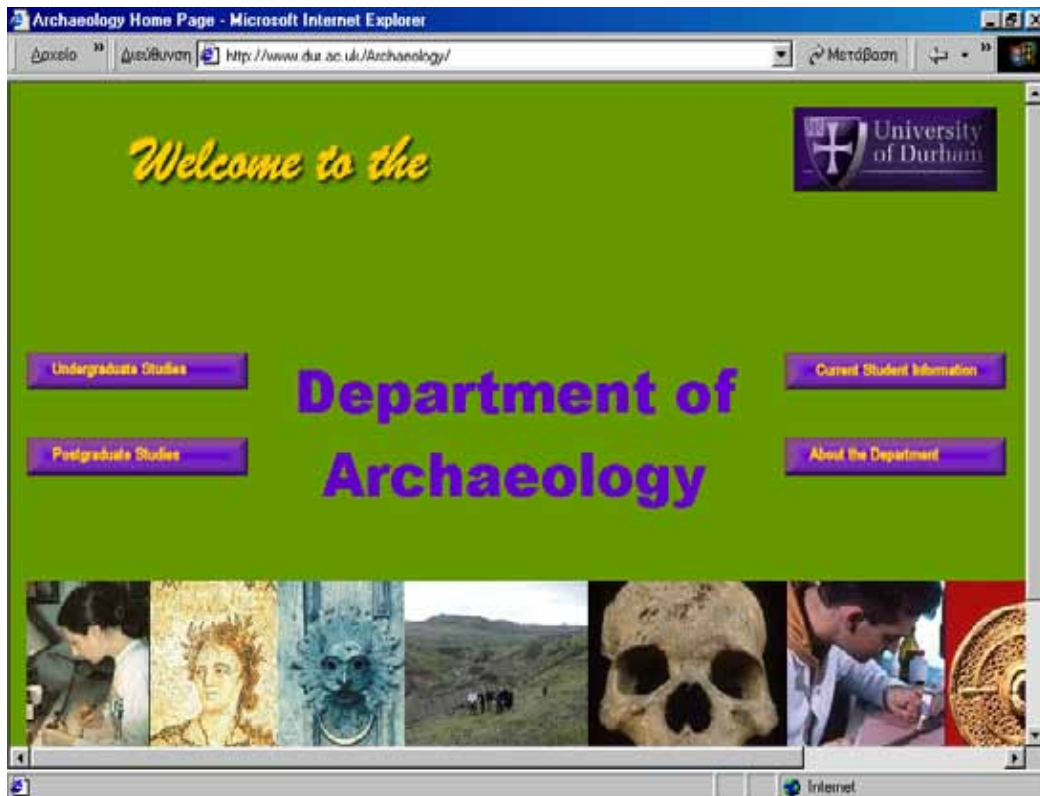 Archaeology Home Page - Microsoft Internet Explorer
Αρχείο » Διεύθυνση http://www.dur.ac.uk/Archaeology/ Μετάβαση »
Welcome to the
University
of Durham
Undergraduate Studies
Current Student Information
Department of
Archaeology
Postgraduate Studies
About the Department
Internet